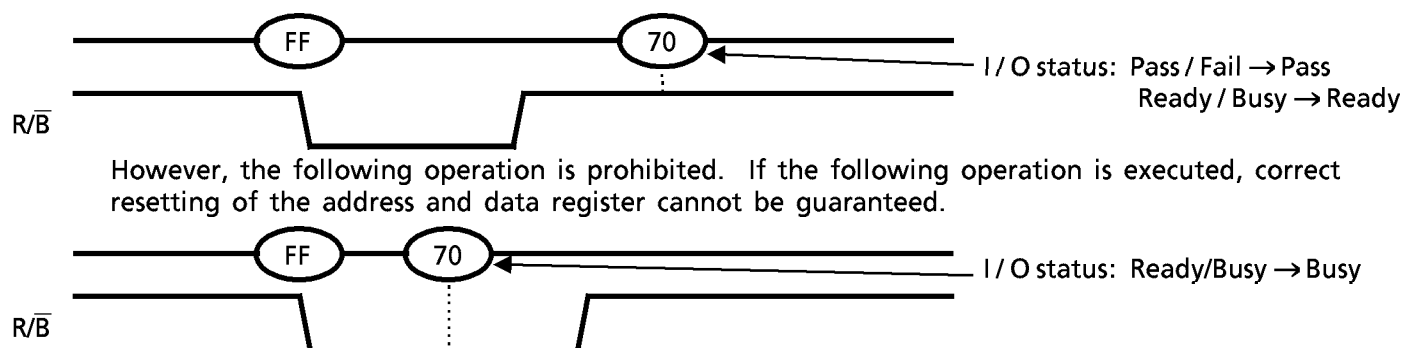 FF 70
I / O status: Pass / Fail → Pass
Ready / Busy → Ready
R/B̅
However, the following operation is prohibited. If the following operation is executed, correct
resetting of the address and data register cannot be guaranteed.
FF 70
I / O status: Ready/Busy → Busy
R/B̅